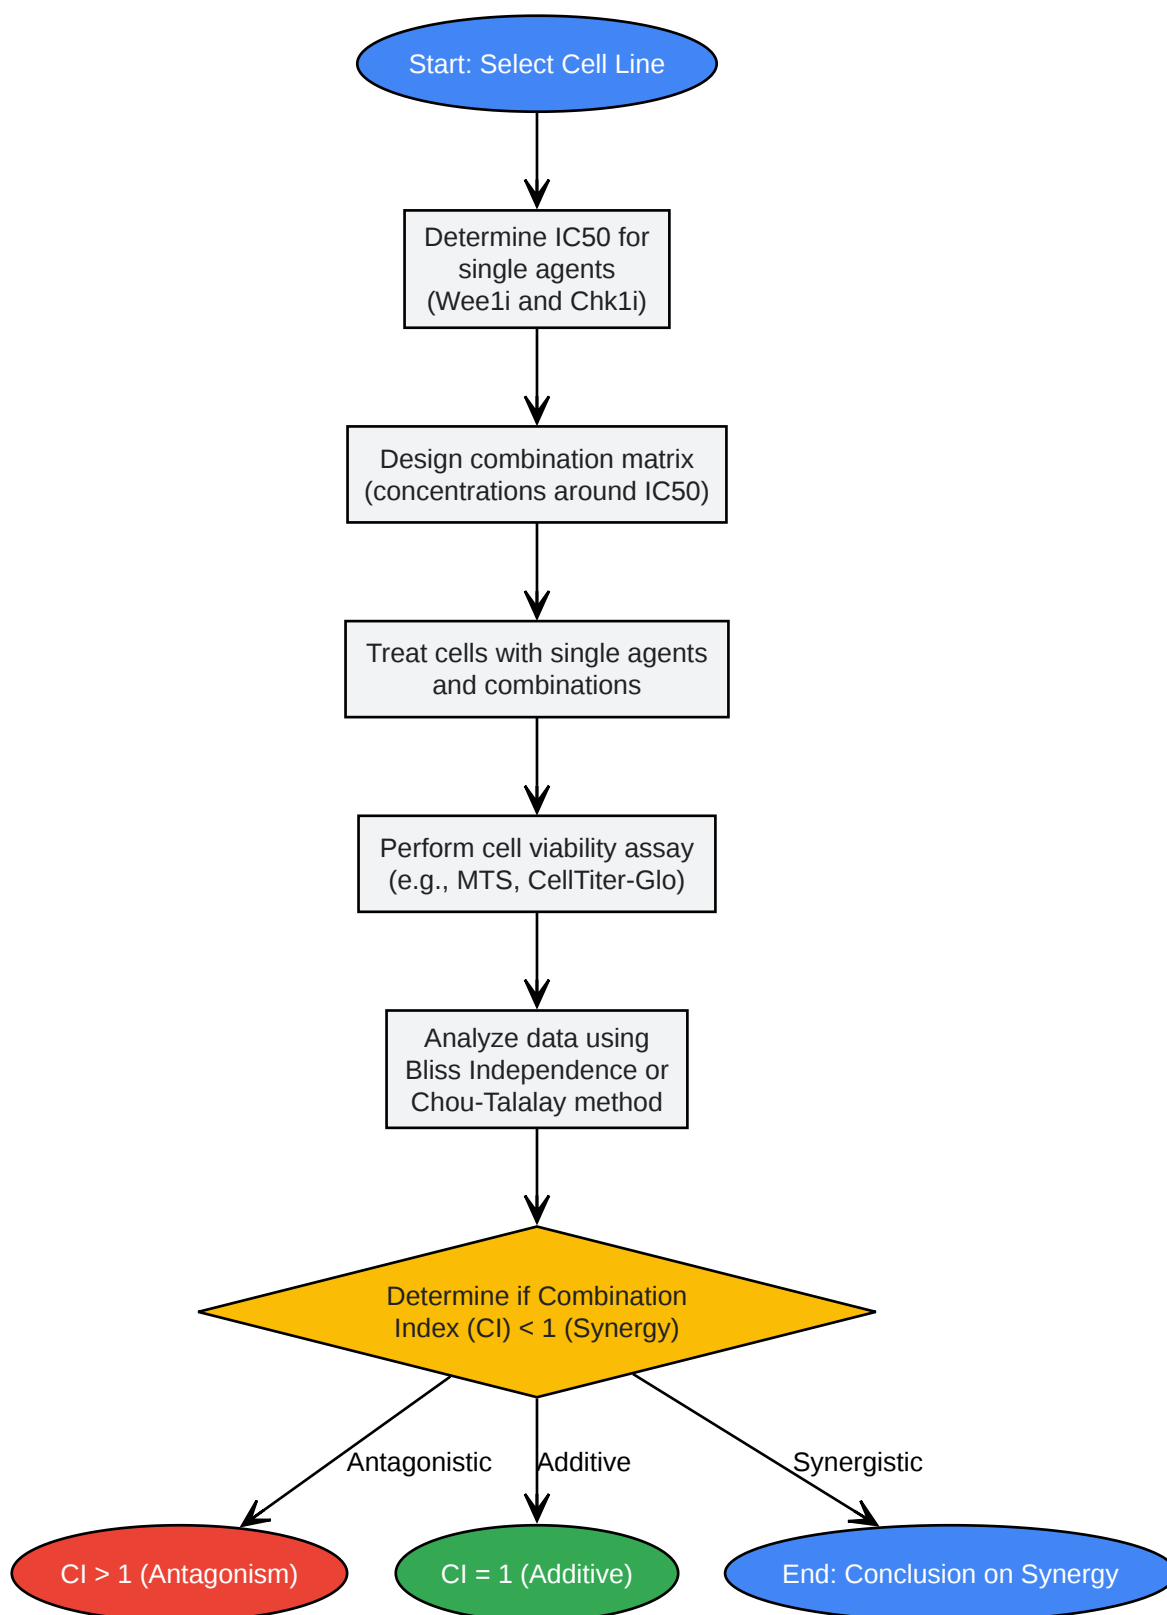 Start: Select Cell Line
Determine IC50 for
single agents
(Wee1i and Chk1i)
Design combination matrix
(concentrations around IC50)
Treat cells with single agents
and combinations
Perform cell viability assay
(e.g., MTS, CellTiter-Glo)
Analyze data using
Bliss Independence or
Chou-Talalay method
Determine if Combination
Index (CI) < 1 (Synergy)
Antagonistic
Additive
Synergistic
CI > 1 (Antagonism)
CI = 1 (Additive)
End: Conclusion on Synergy